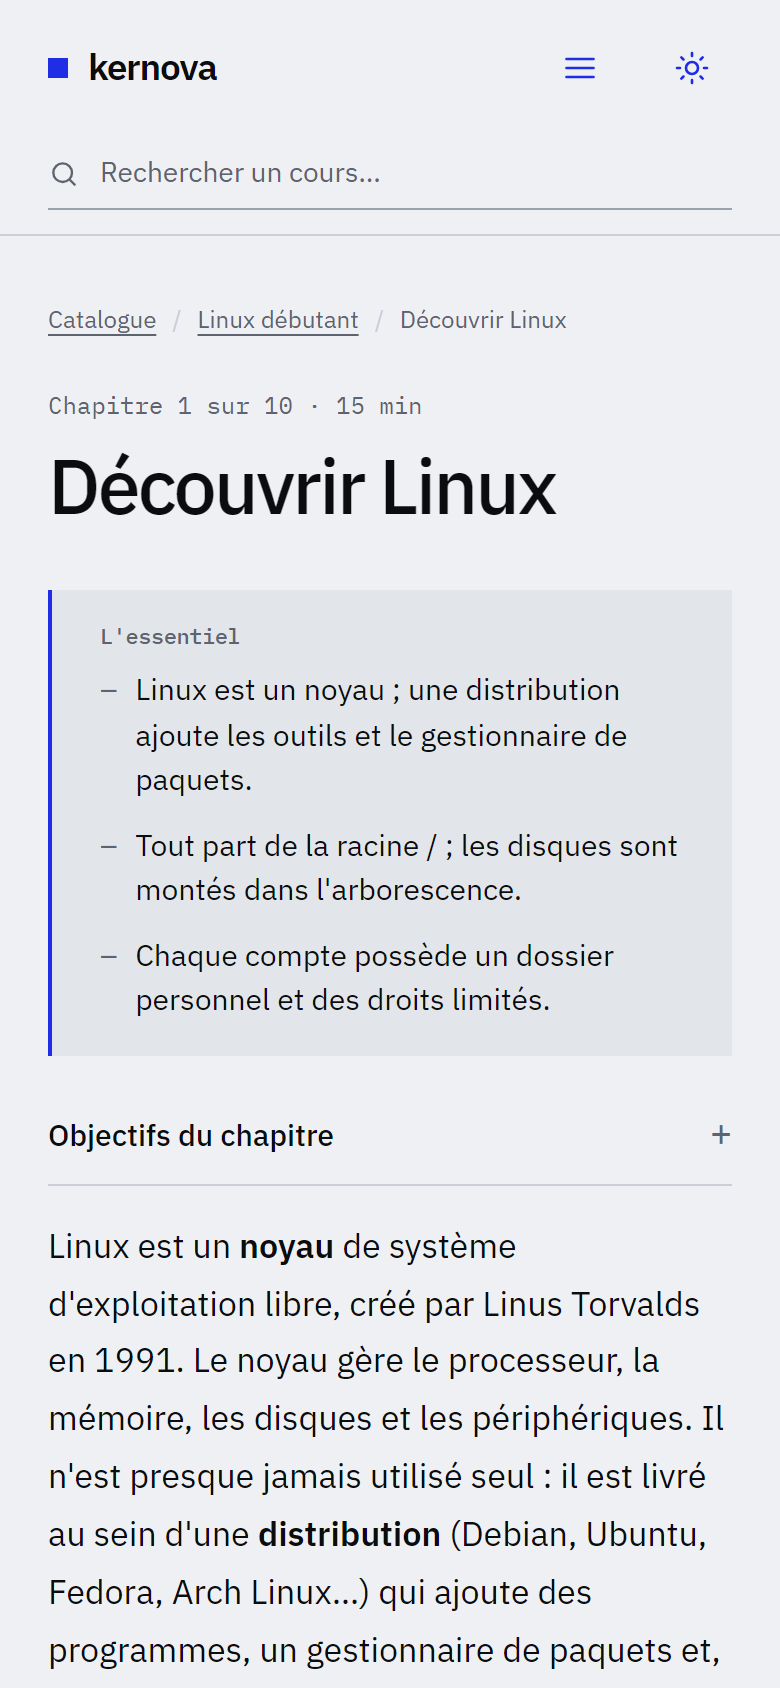 kernova
Rechercher un cours...
Catalogue / Linux débutant / Découvrir Linux
Chapitre 1 sur 10 · 15 min
Découvrir Linux
L'essentiel
– Linux est un noyau ; une distribution
ajoute les outils et le gestionnaire de
paquets.
– Tout part de la racine / ; les disques sont
montés dans l'arborescence.
– Chaque compte possède un dossier
personnel et des droits limités.
Objectifs du chapitre +
Linux est un noyau de système
d'exploitation libre, créé par Linus Torvalds
en 1991. Le noyau gère le processeur, la
mémoire, les disques et les périphériques. Il
n'est presque jamais utilisé seul : il est livré
au sein d'une distribution (Debian, Ubuntu,
Fedora, Arch Linux...) qui ajoute des
programmes, un gestionnaire de paquets et,